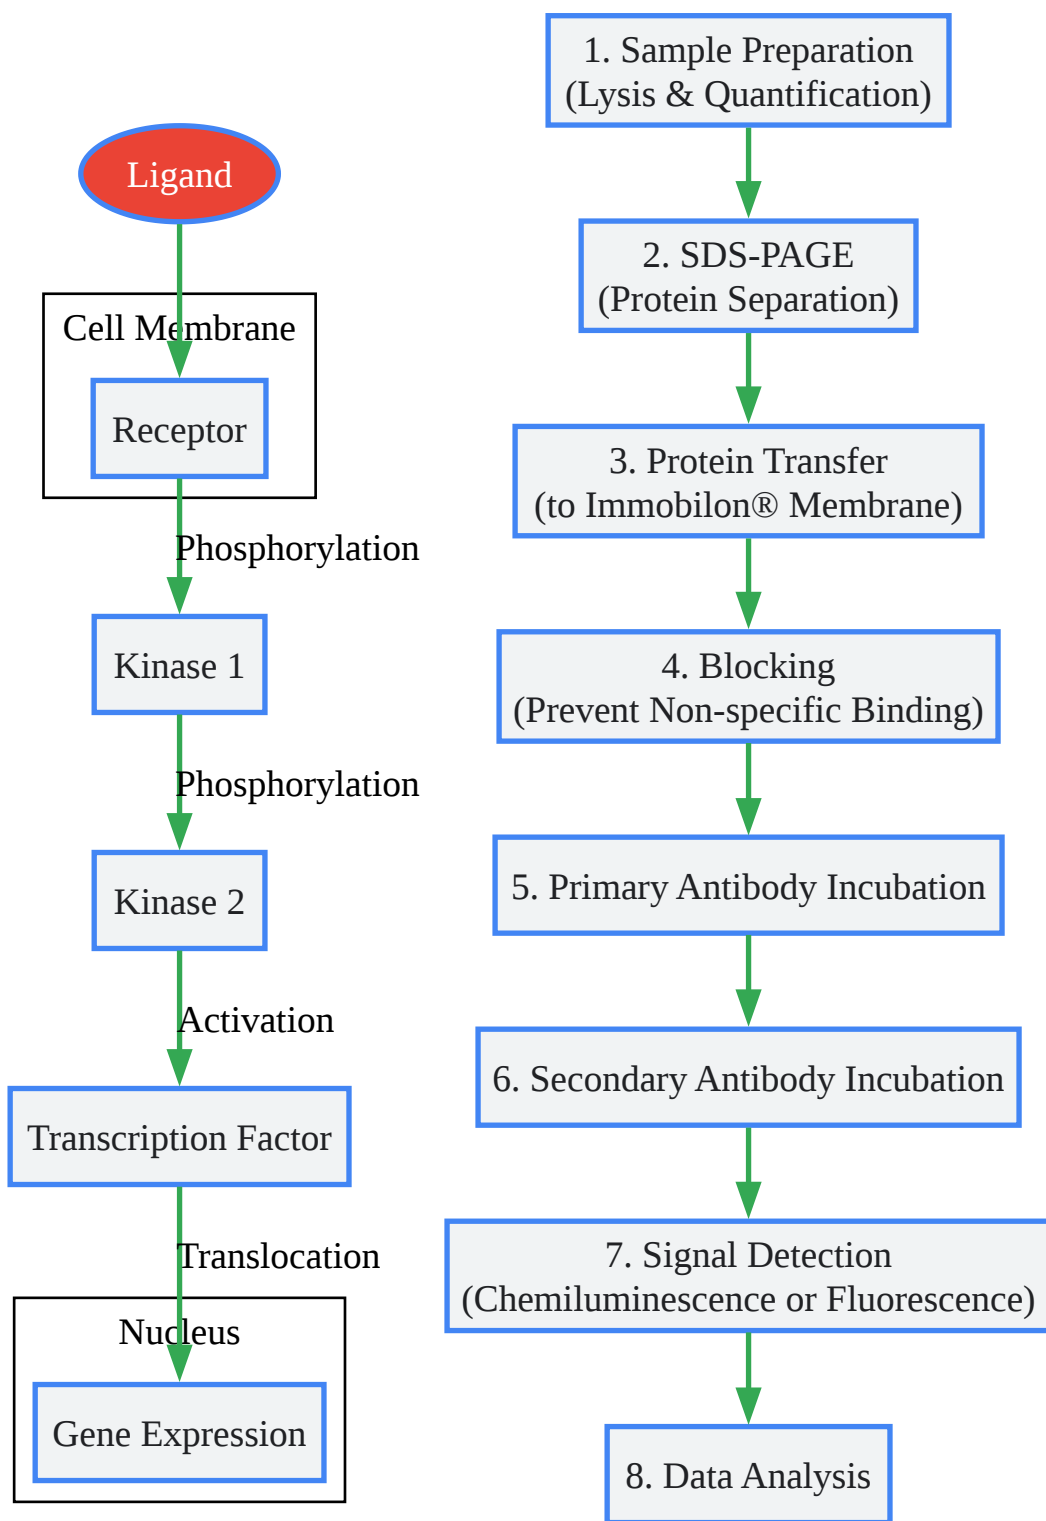 Ligand
Cell Membrane
Receptor
Phosphorylation
Kinase 1
Phosphorylation
Kinase 2
Activation
Transcription Factor
Translocation
Nucleus
Gene Expression
1. Sample Preparation
(Lysis & Quantification)
2. SDS-PAGE
(Protein Separation)
3. Protein Transfer
(to Immobilon® Membrane)
4. Blocking
(Prevent Non-specific Binding)
5. Primary Antibody Incubation
6. Secondary Antibody Incubation
7. Signal Detection
(Chemiluminescence or Fluorescence)
8. Data Analysis